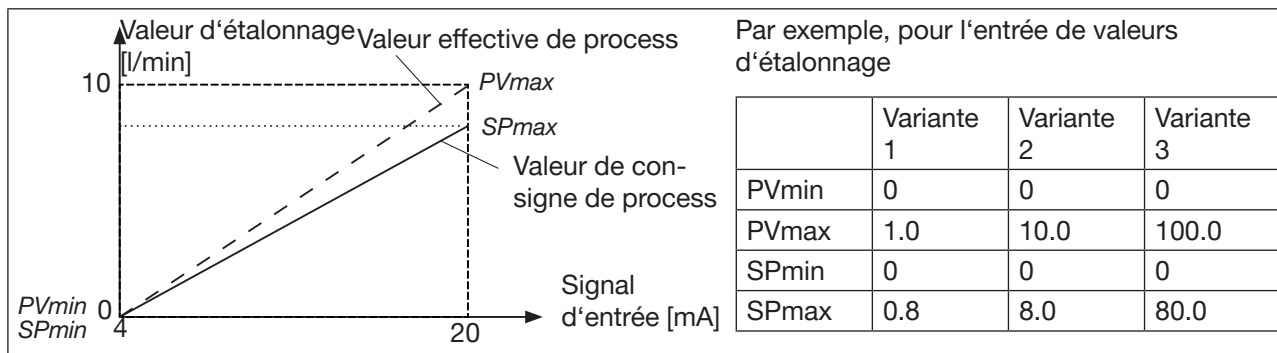 Valeur d‘étalonnage
[l/min]
Valeur effective de process
10
PVmax
SPmax
Valeur de con-
signe de process
Signal
d‘entrée [mA]
PVmin
SPmin
0
4
20
Par exemple, pour l‘entrée de valeurs
d‘étalonnage
Variante 1 Variante 2 Variante 3
PVmin 0 0 0
PVmax 1.0 10.0 100.0
SPmin 0 0 0
SPmax 0.8 8.0 80.0